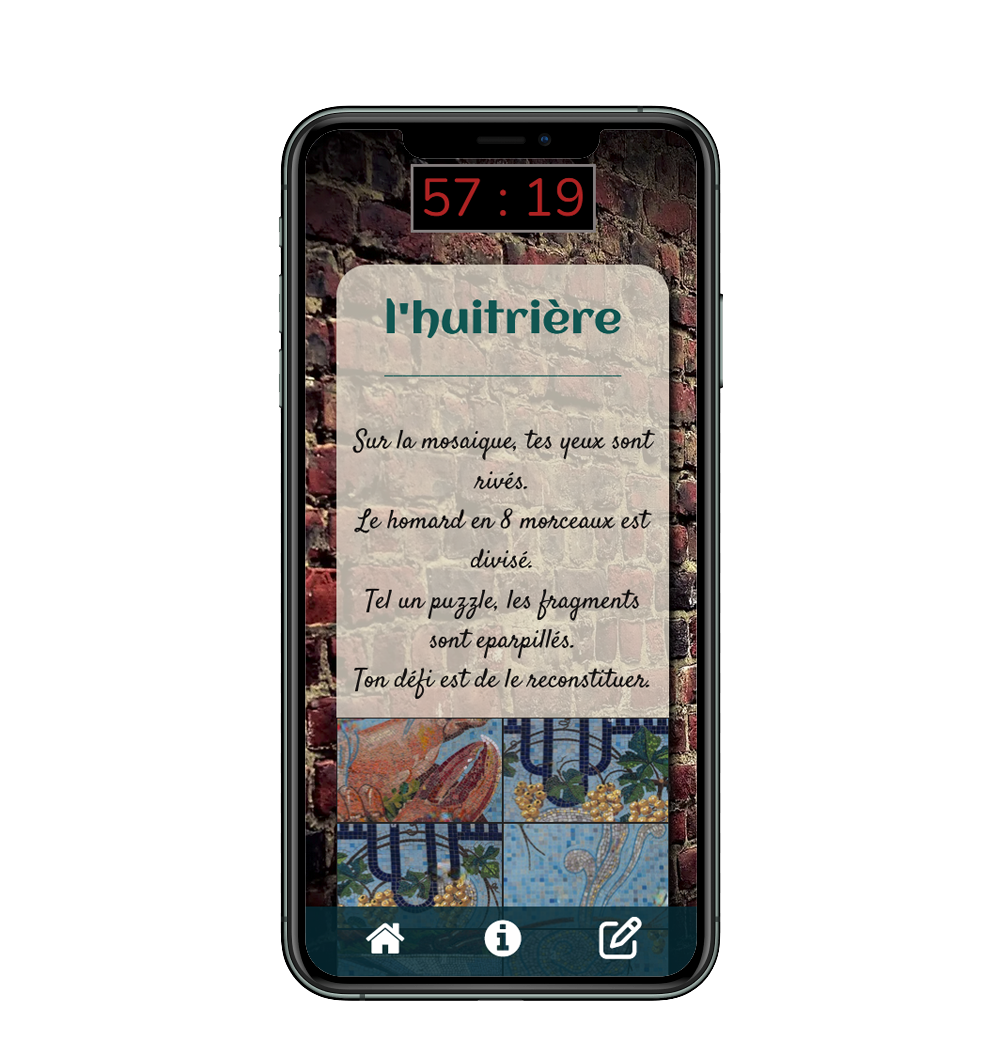 57 : 19
l'huitrière
Sur la mosaique, tes yeux sont
rivés.
Le homard en 8 morceaux est
divisé.
Tel un puzzle, les fragments
sont eparpillés.
Ton défi est de le reconstituer.